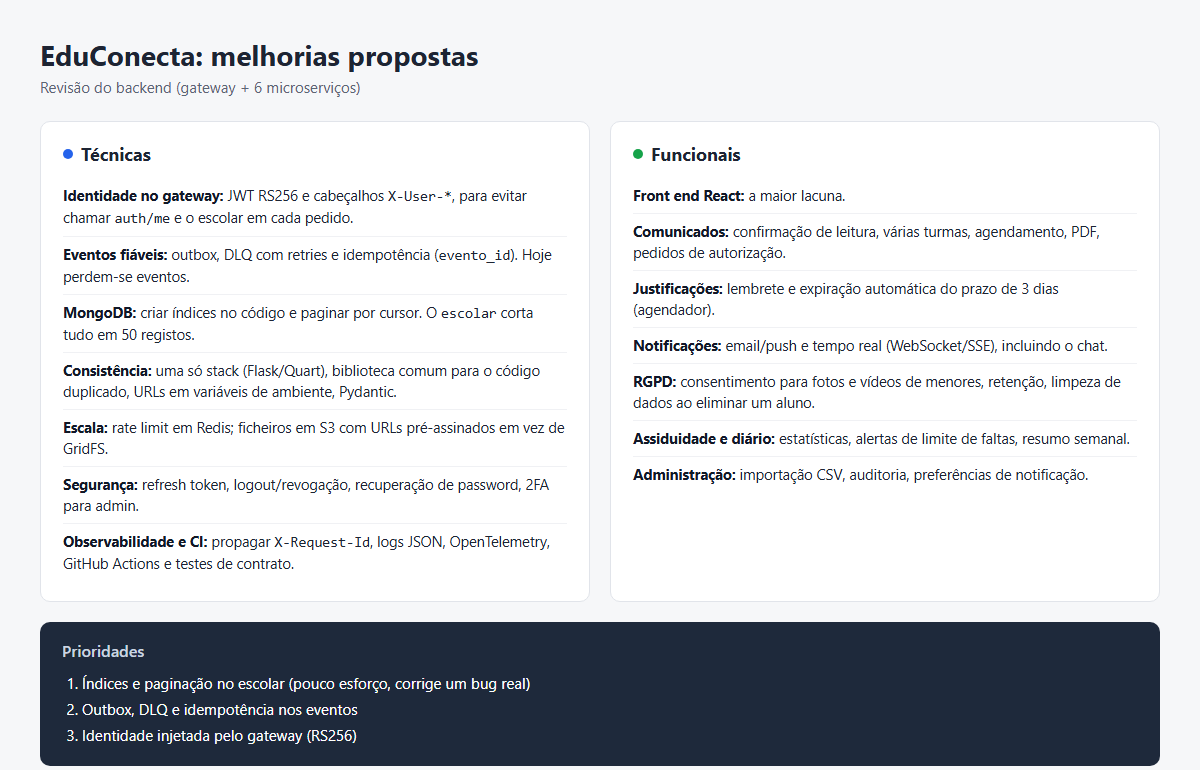 EduConecta: melhorias propostas
Revisão do backend (gateway + 6 microserviços)
Técnicas
Identidade no gateway: JWT RS256 e cabeçalhos X-User-*, para evitar
chamar auth/me e o escolar em cada pedido.
Eventos fiáveis: outbox, DLQ com retries e idempotência (evento_id). Hoje
perdem-se eventos.
MongoDB: criar índices no código e paginar por cursor. O escolar corta
tudo em 50 registos.
Consistência: uma só stack (Flask/Quart), biblioteca comum para o código
duplicado, URLs em variáveis de ambiente, Pydantic.
Escala: rate limit em Redis; ficheiros em S3 com URLs pré-assinados em vez de
GridFS.
Segurança: refresh token, logout/revogação, recuperação de password, 2FA
para admin.
Observabilidade e CI: propagar X-Request-Id, logs JSON, OpenTelemetry,
GitHub Actions e testes de contrato.
Funcionais
Front end React: a maior lacuna.
Comunicados: confirmação de leitura, várias turmas, agendamento, PDF,
pedidos de autorização.
Justificações: lembrete e expiração automática do prazo de 3 dias
(agendador).
Notificações: email/push e tempo real (WebSocket/SSE), incluindo o chat.
RGPD: consentimento para fotos e vídeos de menores, retenção, limpeza de
dados ao eliminar um aluno.
Assiduidade e diário: estatísticas, alertas de limite de faltas, resumo semanal.
Administração: importação CSV, auditoria, preferências de notificação.
Prioridades
1. Índices e paginação no escolar (pouco esforço, corrige um bug real)
2. Outbox, DLQ e idempotência nos eventos
3. Identidade injetada pelo gateway (RS256)